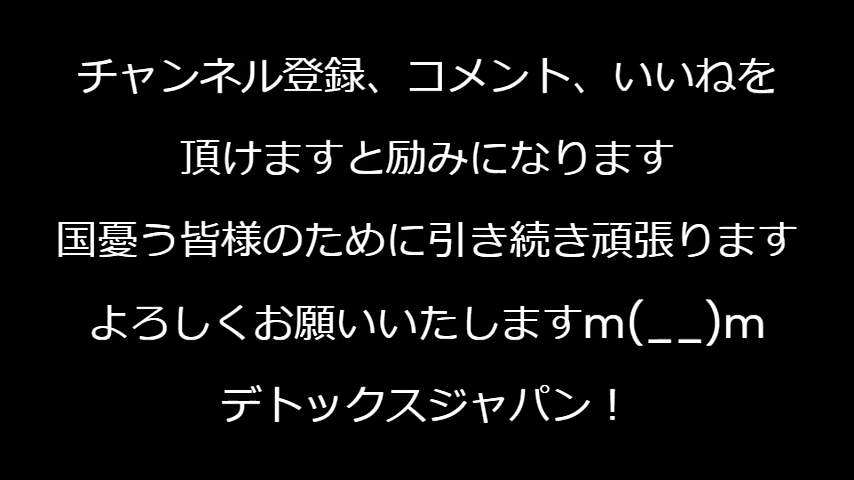 チャンネル登録、コメント、いいねを
頂けますと励みになります
国憂う皆様のために引き続き頑張ります
よろしくお願いいたしますm(__)m
デトックスジャパン！